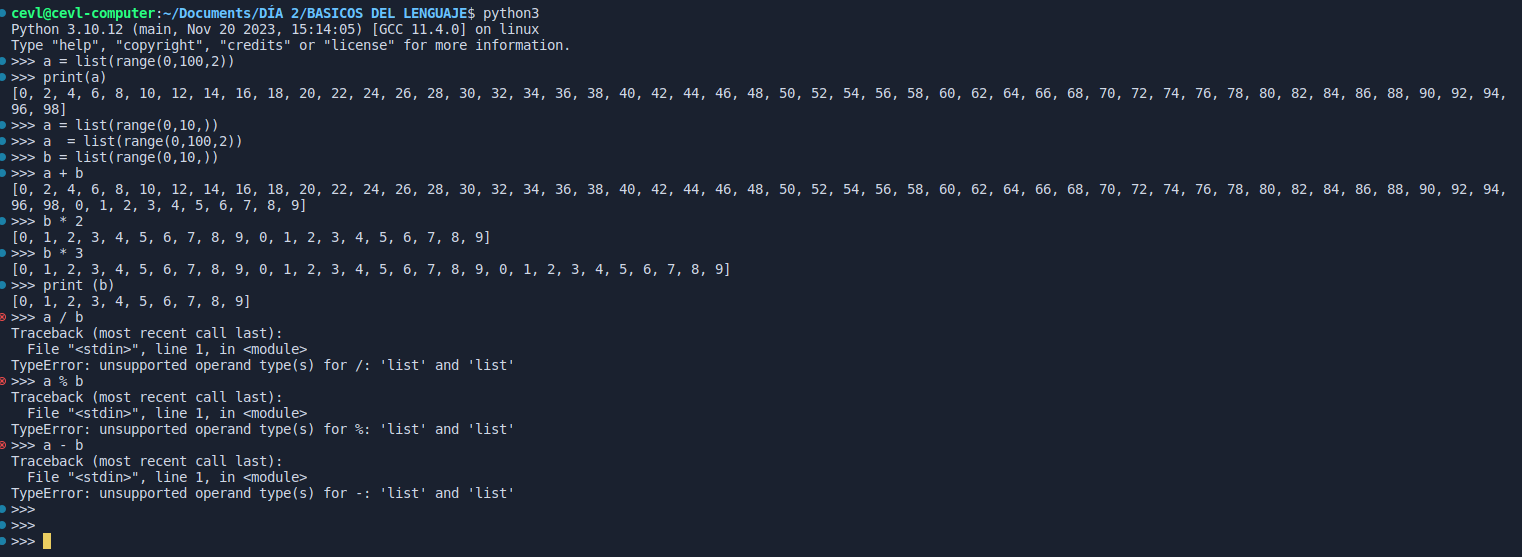 cevl@cevl-computer:~/Documents/DÍA 2/BASICOS DEL LENGUAJE$ python3
Python 3.10.12 (main, Nov 20 2023, 15:14:05) [GCC 11.4.0] on linux
Type "help", "copyright", "credits" or "license" for more information.
>>> a = list(range(0,100,2))
>>> print(a)
[0, 2, 4, 6, 8, 10, 12, 14, 16, 18, 20, 22, 24, 26, 28, 30, 32, 34, 36, 38, 40, 42, 44, 46, 48, 50, 52, 54, 56, 58, 60, 62, 64, 66, 68, 70, 72, 74, 76, 78, 80, 82, 84, 86, 88, 90, 92, 94,
96, 98]
>>> a = list(range(0,10,))
>>> a  = list(range(0,100,2))
>>> b = list(range(0,10,))
>>> a + b
[0, 2, 4, 6, 8, 10, 12, 14, 16, 18, 20, 22, 24, 26, 28, 30, 32, 34, 36, 38, 40, 42, 44, 46, 48, 50, 52, 54, 56, 58, 60, 62, 64, 66, 68, 70, 72, 74, 76, 78, 80, 82, 84, 86, 88, 90, 92, 94,
96, 98, 0, 1, 2, 3, 4, 5, 6, 7, 8, 9]
>>> b * 2
[0, 1, 2, 3, 4, 5, 6, 7, 8, 9, 0, 1, 2, 3, 4, 5, 6, 7, 8, 9]
>>> b * 3
[0, 1, 2, 3, 4, 5, 6, 7, 8, 9, 0, 1, 2, 3, 4, 5, 6, 7, 8, 9, 0, 1, 2, 3, 4, 5, 6, 7, 8, 9]
>>> print (b)
[0, 1, 2, 3, 4, 5, 6, 7, 8, 9]
>>> a / b
Traceback (most recent call last):
  File "<stdin>", line 1, in <module>
TypeError: unsupported operand type(s) for /: 'list' and 'list'
>>> a % b
Traceback (most recent call last):
  File "<stdin>", line 1, in <module>
TypeError: unsupported operand type(s) for %: 'list' and 'list'
>>> a - b
Traceback (most recent call last):
  File "<stdin>", line 1, in <module>
TypeError: unsupported operand type(s) for -: 'list' and 'list'
>>>
>>>
>>>